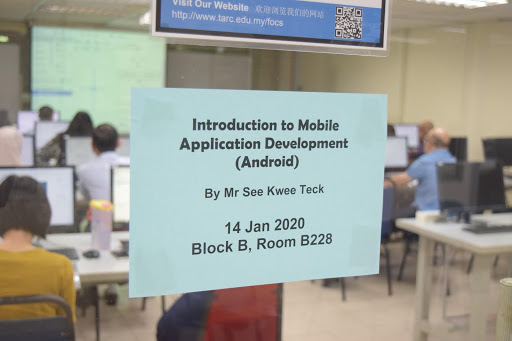 Visit Our Website 欢迎浏览我们的网站
http://www.tarc.edu.my/focs
Introduction to Mobile
Application Development
(Android)
By Mr See Kwee Teck
14 Jan 2020
Block B, Room B228